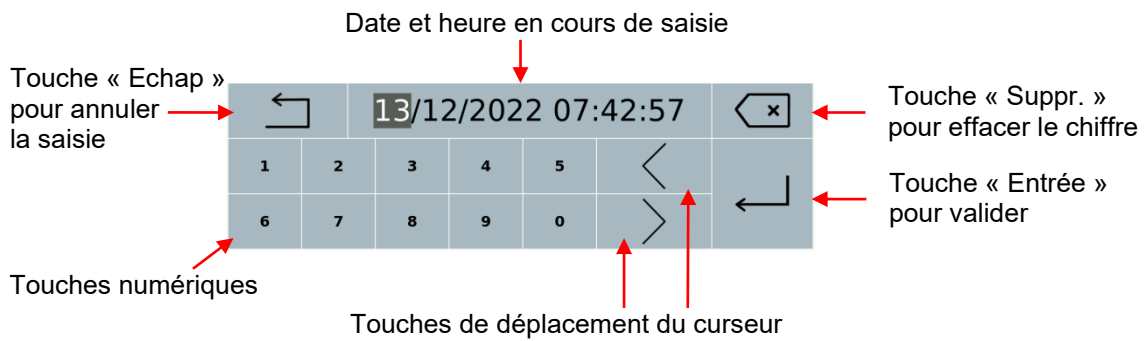 Date et heure en cours de saisie
Touche « Echap »
pour annuler
la saisie
13/12/2022 07:42:57
Touche « Suppr. »
pour effacer le chiffre
1 2 3 4 5
Touche « Entrée »
pour valider
6 7 8 9 0
Touches numériques
Touches de déplacement du curseur